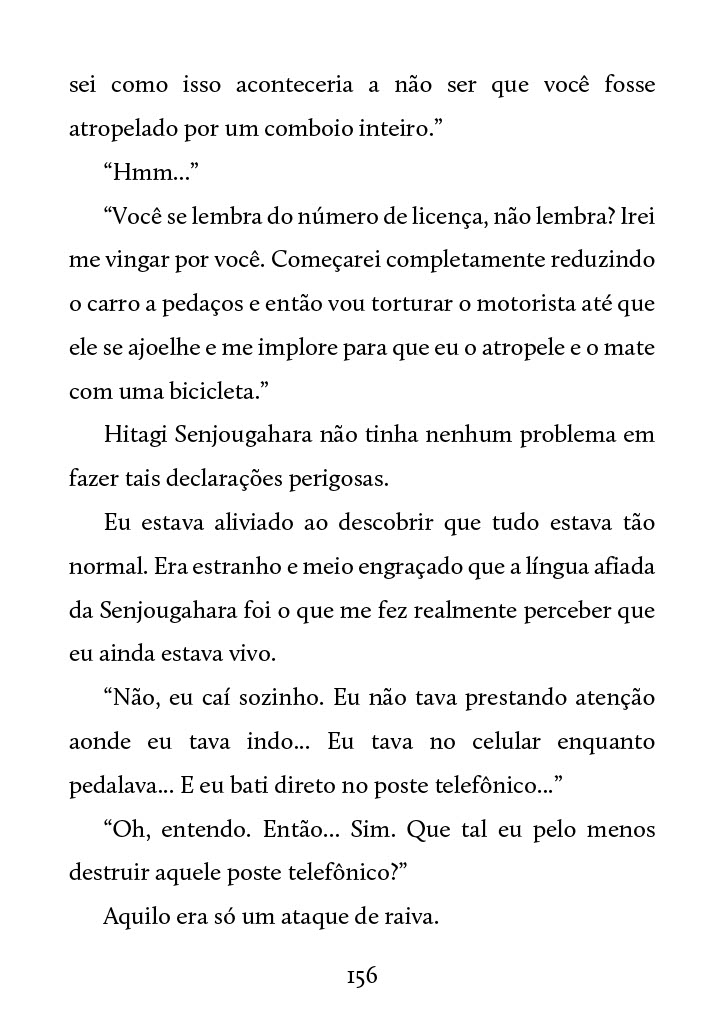 sei como isso aconteceria a não ser que você fosse
atropelado por um comboio inteiro.”
“Hmm...”
“Você se lembra do número de licença, não lembra? Irei
me vingar por você. Começarei completamente reduzindo
o carro a pedaços e então vou torturar o motorista até que
ele se ajoelhe e me implore para que eu o atropele e o mate
com uma bicicleta.”
Hitagi Senjougahara não tinha nenhum problema em
fazer tais declarações perigosas.
Eu estava aliviado ao descobrir que tudo estava tão
normal. Era estranho e meio engraçado que a língua afiada
da Senjougahara foi o que me fez realmente perceber que
eu ainda estava vivo.
“Não, eu caí sozinho. Eu não tava prestando atenção
aonde eu tava indo... Eu tava no celular enquanto
pedalava... E eu bati direto no poste telefônico...”
“Oh, entendo. Então... Sim. Que tal eu pelo menos
destruir aquele poste telefônico?”
Aquilo era só um ataque de raiva.
156